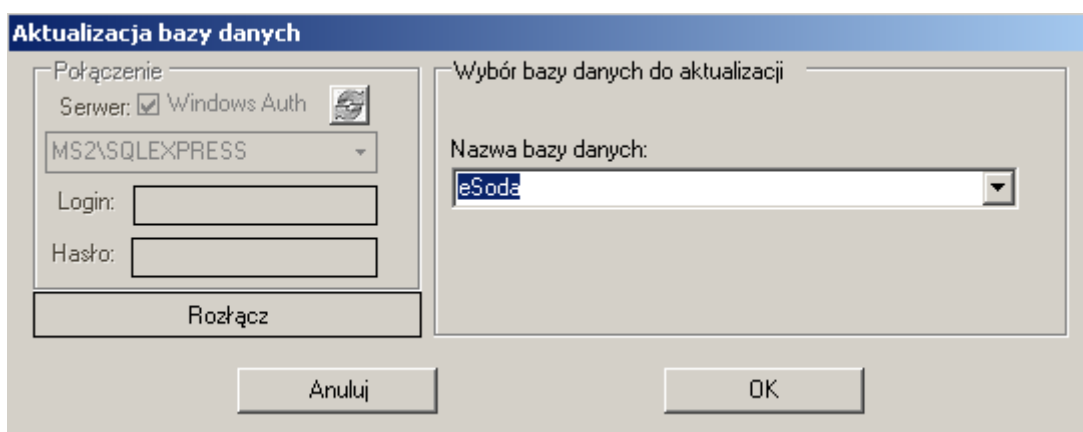 Aktualizacja bazy danych
Połączenie
Serwer: Windows Auth
MS2\SQLEXPRESS
Login:
Hasło:
Rozłącz
Wybór bazy danych do aktualizacji
Nazwa bazy danych:
eSoda
Anuluj
OK